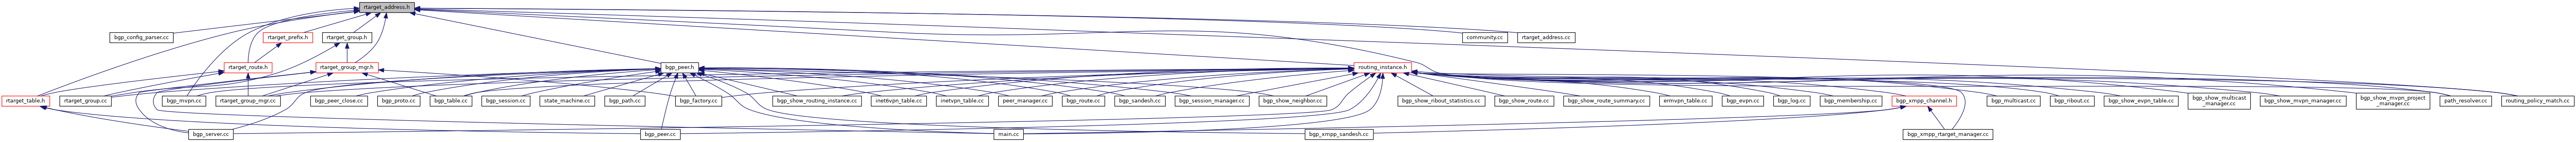 rtarget_address.h
bgp_config_parser.cc
rtarget_prefix.h
rtarget_group.h
community.cc
rtarget_address.cc
rtarget_route.h
rtarget_group_mgr.h
bgp_peer.h
routing_instance.h
rtarget_table.h
rtarget_group.cc
bgp_mvpn.cc
rtarget_group_mgr.cc
bgp_peer_close.cc
bgp_proto.cc
bgp_table.cc
bgp_session.cc
state_machine.cc
bgp_path.cc
bgp_factory.cc
bgp_show_routing_instance.cc
inet6vpn_table.cc
inetvpn_table.cc
peer_manager.cc
bgp_route.cc
bgp_sandesh.cc
bgp_session_manager.cc
bgp_show_neighbor.cc
bgp_show_ribout_statistics.cc
bgp_show_route.cc
bgp_show_route_summary.cc
ermvpn_table.cc
bgp_evpn.cc
bgp_log.cc
bgp_membership.cc
bgp_xmpp_channel.h
bgp_multicast.cc
bgp_ribout.cc
bgp_show_evpn_table.cc
bgp_show_multicast
_manager.cc
bgp_show_mvpn_manager.cc
bgp_show_mvpn_project
_manager.cc
path_resolver.cc
routing_policy_match.cc
bgp_server.cc
bgp_peer.cc
main.cc
bgp_xmpp_sandesh.cc
bgp_xmpp_rtarget_manager.cc